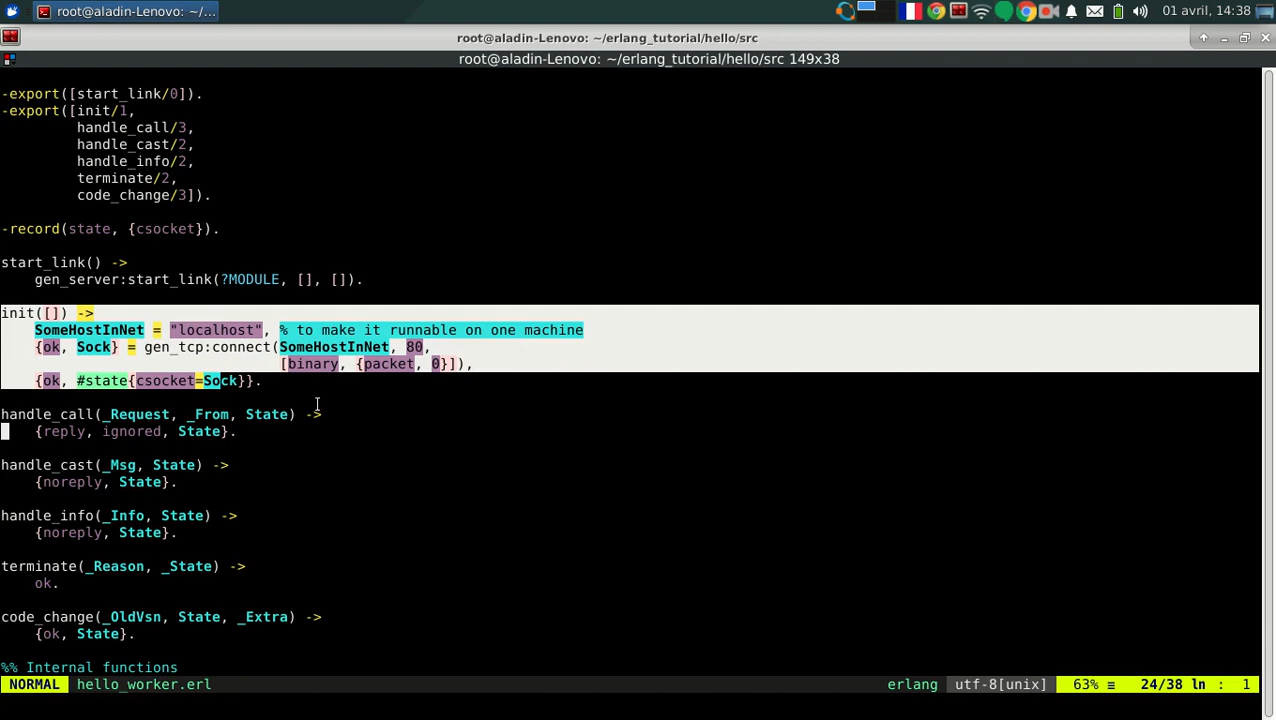 root@aladin-Lenovo: ~/... 01 avril, 14:38
root@aladin-Lenovo: ~/erlang_tutorial/hello/src
root@aladin-Lenovo: ~/erlang_tutorial/hello/src 149x38
-export([start_link/0]).
-export([init/1,
handle_call/3,
handle_cast/2,
handle_info/2,
terminate/2,
code_change/3]).
-record(state, {csocket}).
start_link() ->
gen_server:start_link(?MODULE, [], []).
init([]) ->
SomeHostInNet = "localhost", % to make it runnable on one machine
{ok, Sock} = gen_tcp:connect(SomeHostInNet, 80,
[binary, {packet, 0}]),
{ok, #state{csocket=Sock}}.
handle_call(_Request, _From, State) ->
{reply, ignored, State}.
handle_cast(_Msg, State) ->
{noreply, State}.
handle_info(_Info, State) ->
{noreply, State}.
terminate(_Reason, _State) ->
ok.
code_change(_OldVsn, State, _Extra) ->
{ok, State}.
%% Internal functions
NORMAL hello_worker.erl erlang utf-8[unix] 63% ≡ 24/38 ln : 1